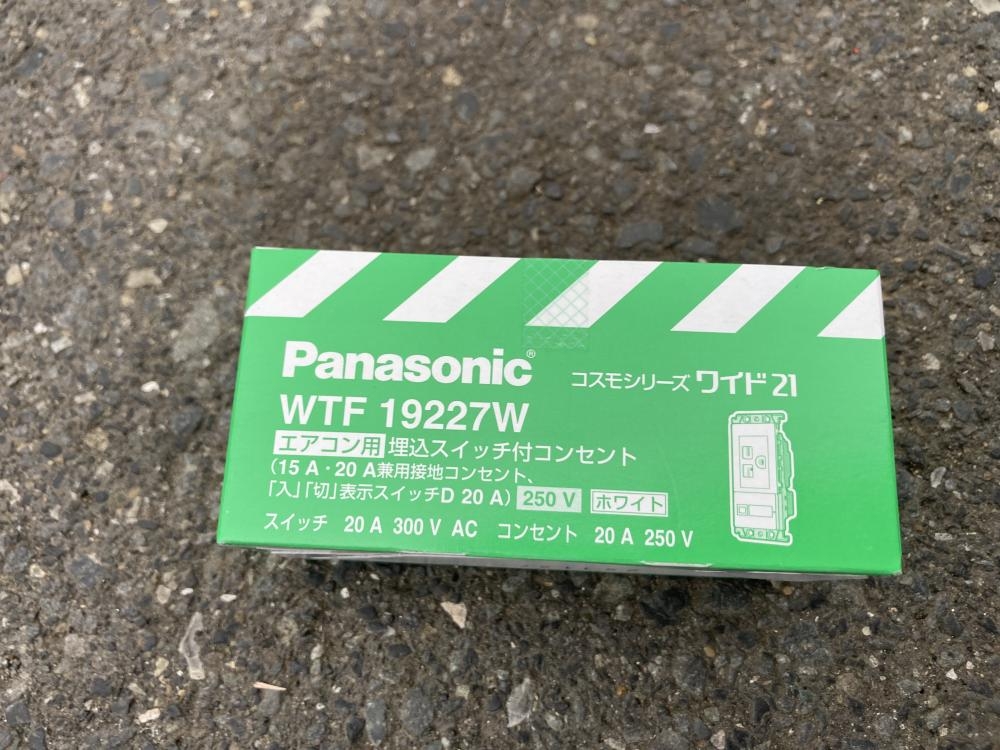 Panasonic®
コスモシリーズ ワイド21
WTF 19227W
エアコン用 埋込スイッチ付コンセント
(15 A・20 A兼用接地コンセント、
「入」「切」表示スイッチD 20 A) 250 V ホワイト
スイッチ 20 A 300 V AC コンセント 20 A 250 V